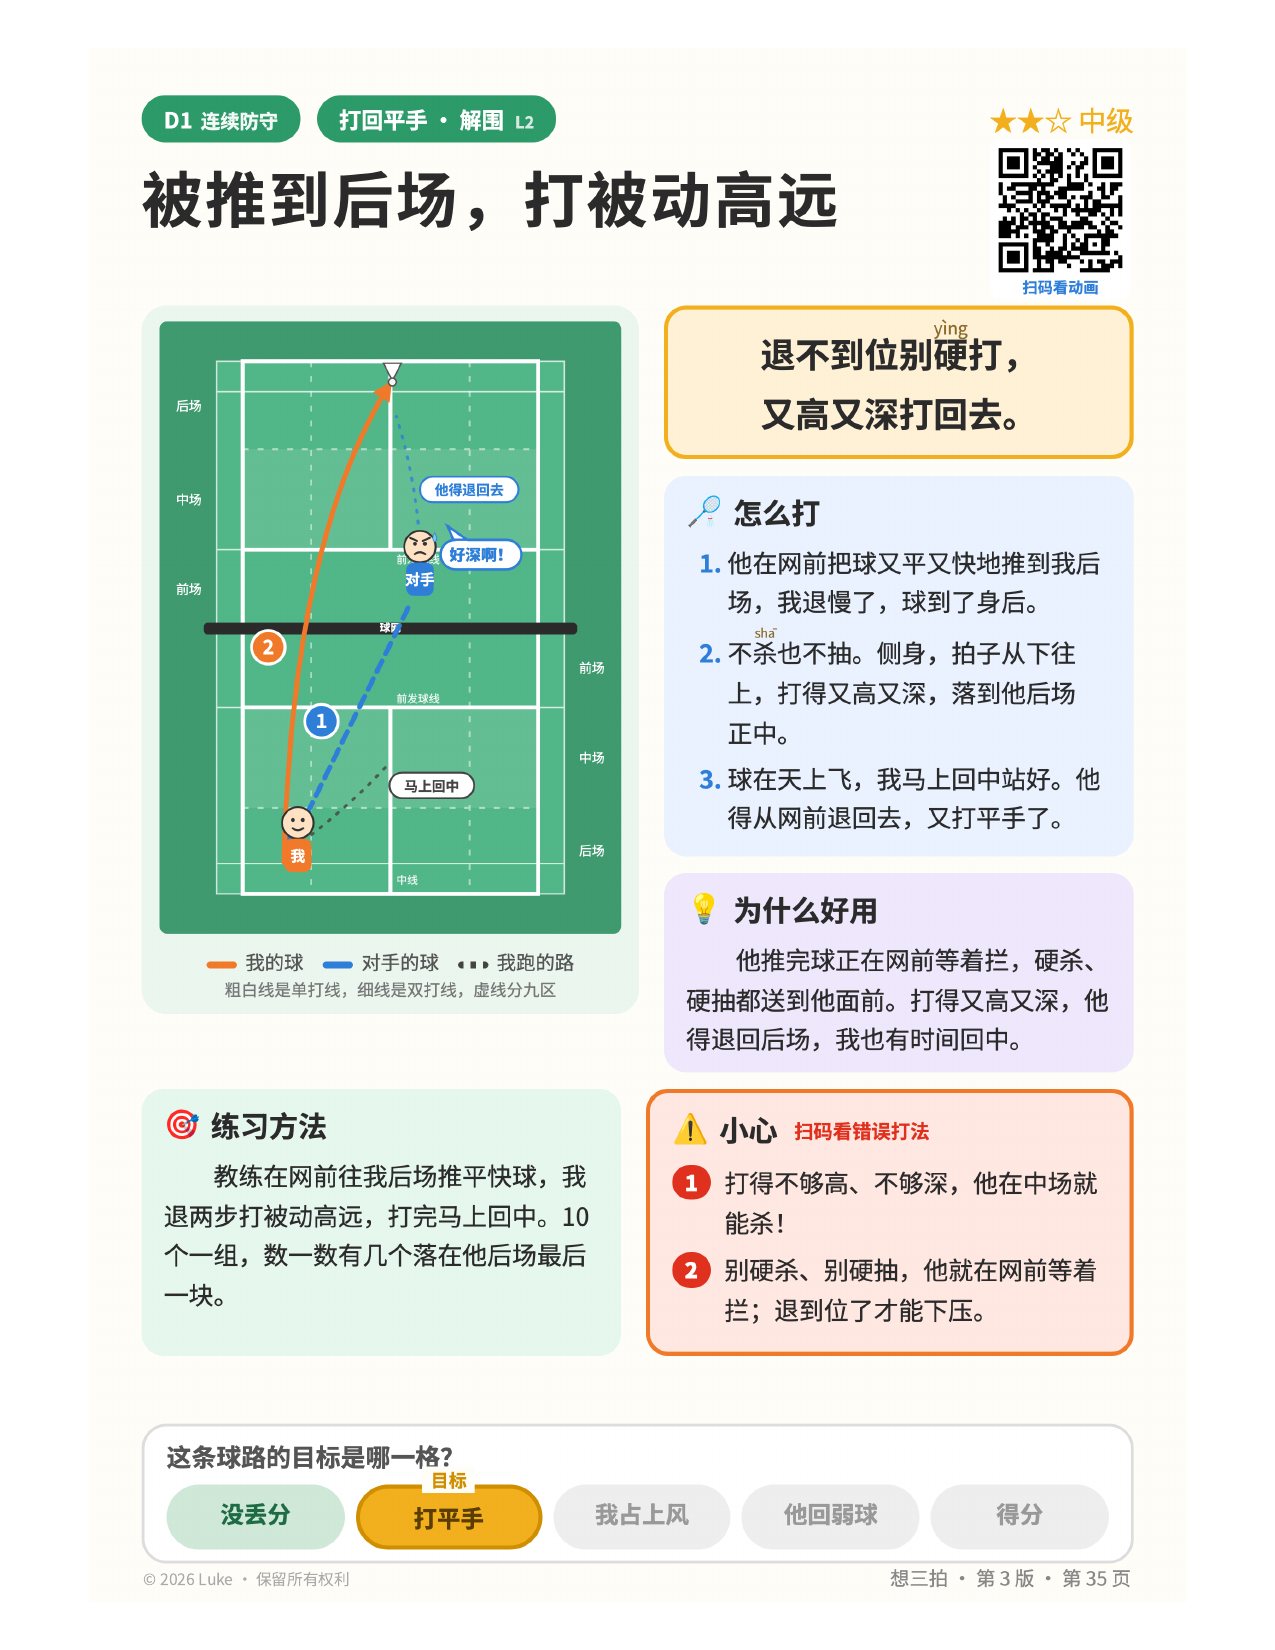 D1 连续防守
打回平手 · 解围 L2
★★☆ 中级
被推到后场，打被动高远
扫码看动画
后场
中场
前场
他得退回去
好深啊！
对手
2
1
前发球线
前场
中场
后场
马上回中
我
中线
我的球 对手的球 我跑的路
粗白线是单打线，细线是双打线，虚线分九区
yìng
退不到位别硬打，
又高又深打回去。
怎么打
1. 他在网前把球又平又快地推到我后
场，我退慢了，球到了身后。
shā
2. 不杀也不抽。侧身，拍子从下往
上，打得又高又深，落到他后场
正中。
3. 球在天上飞，我马上回中站好。他
得从网前退回去，又打平手了。
为什么好用
他推完球正在网前等着拦，硬杀、
硬抽都送到他面前。打得又高又深，他
得退回后场，我也有时间回中。
练习方法
教练在网前往我后场推平快球，我
退两步打被动高远，打完马上回中。10
个一组，数一数有几个落在他后场最后
一块。
小心 扫码看错误打法
1 打得不够高、不够深，他在中场就
能杀！
2 别硬杀、别硬抽，他就在网前等着
拦；退到位了才能下压。
这条球路的目标是哪一格？
目标
没丢分 打平手 我占上风 他回弱球 得分
© 2026 Luke · 保留所有权利
想三拍 · 第 3 版 · 第 35 页